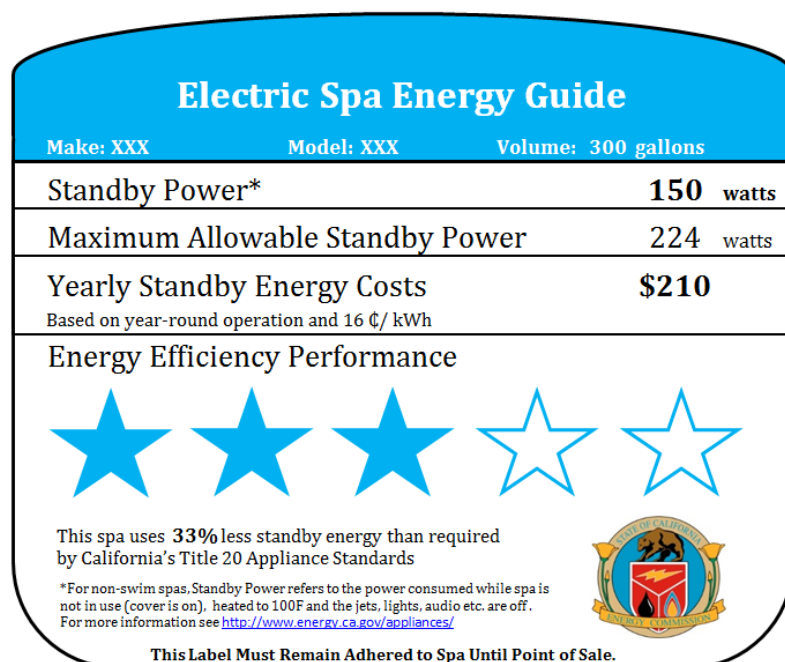 Electric Spa Energy Guide
Make: XXX Model: XXX Volume: 300 gallons
Standby Power* 150 watts
Maximum Allowable Standby Power 224 watts
Yearly Standby Energy Costs $210
Based on year-round operation and 16 ₵/ kWh
Energy Efficiency Performance
This spa uses 33% less standby energy than required
by California's Title 20 Appliance Standards
STATE OF CALIFORNIA
ENERGY COMMISSION
*For non-swim spas, Standby Power refers to the power consumed while spa is
not in use (cover is on), heated to 100F and the jets, lights, audio etc. are off.
For more information see http://www.energy.ca.gov/appliances/
This Label Must Remain Adhered to Spa Until Point of Sale.